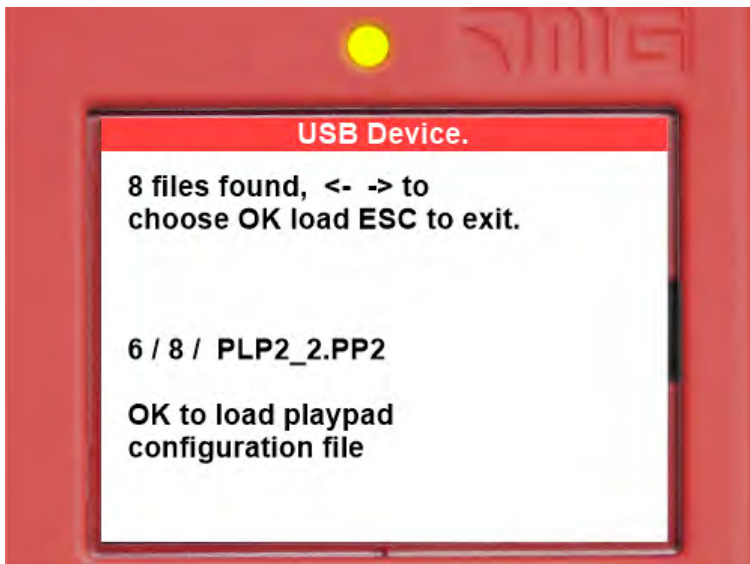 USB Device.
8 files found, <- -> to
choose OK load ESC to exit.
6 / 8 / PLP2_2.PP2
OK to load playpad
configuration file